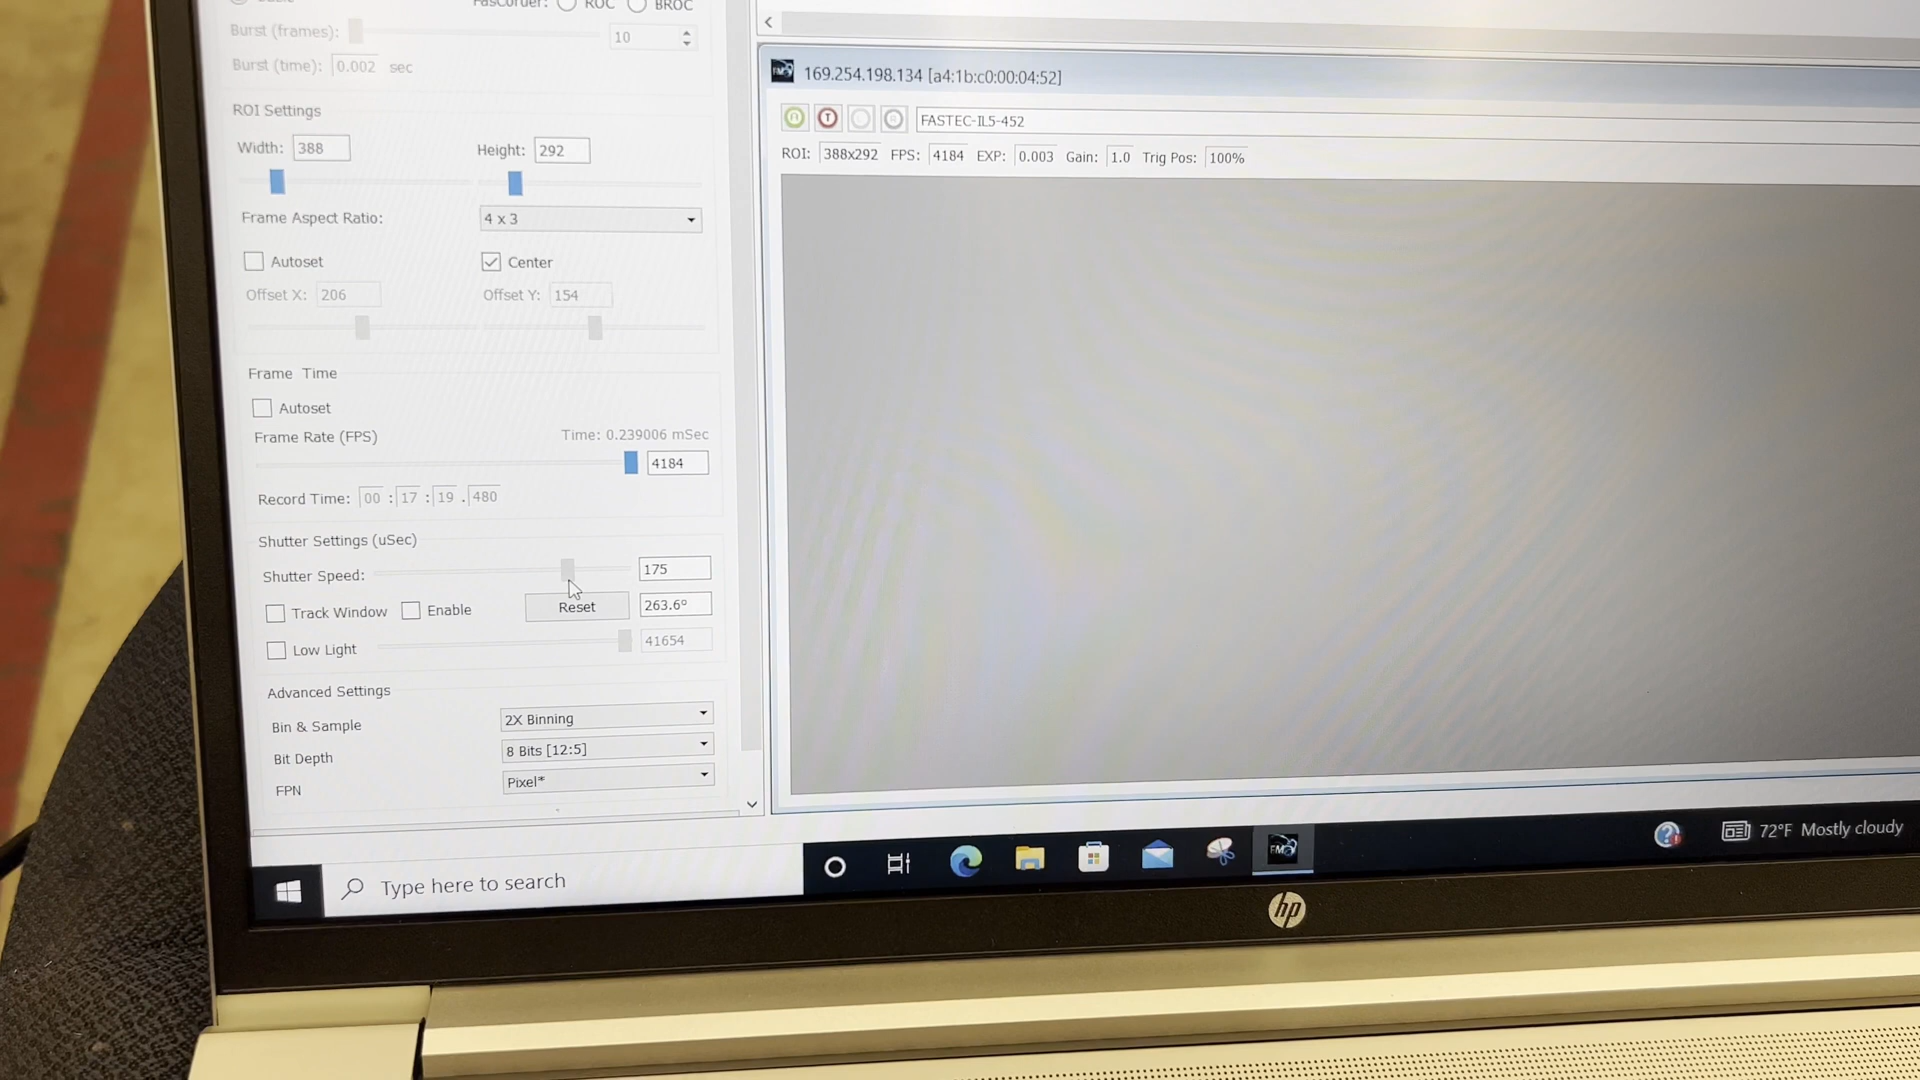 FasCorder: ROC BROC
Burst (frames): 10
Burst (time): 0.002 sec
ROI Settings
Width: 388 Height: 292
Frame Aspect Ratio: 4 x 3
Autoset Center
Offset X: 206 Offset Y: 154
Frame Time
Autoset
Frame Rate (FPS) Time: 0.239006 mSec
4184
Record Time: 00 : 17 : 19 . 480
Shutter Settings (uSec)
Shutter Speed: 175
Track Window Enable Reset 263.6°
Low Light 41654
Advanced Settings
Bin & Sample 2X Binning
Bit Depth 8 Bits [12:5]
FPN Pixel*
169.254.198.134 [a4:1b:c0:00:04:52]
T FASTEC-IL5-452
ROI: 388x292 FPS: 4184 EXP: 0.003 Gain: 1.0 Trig Pos: 100%
Type here to search
FM
72°F Mostly cloudy
hp